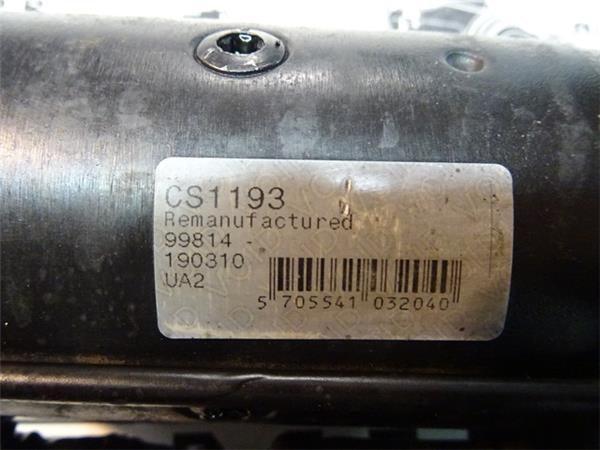 CS1193
Remanufactured
99814 -
190310
UA2
5 705541 032040